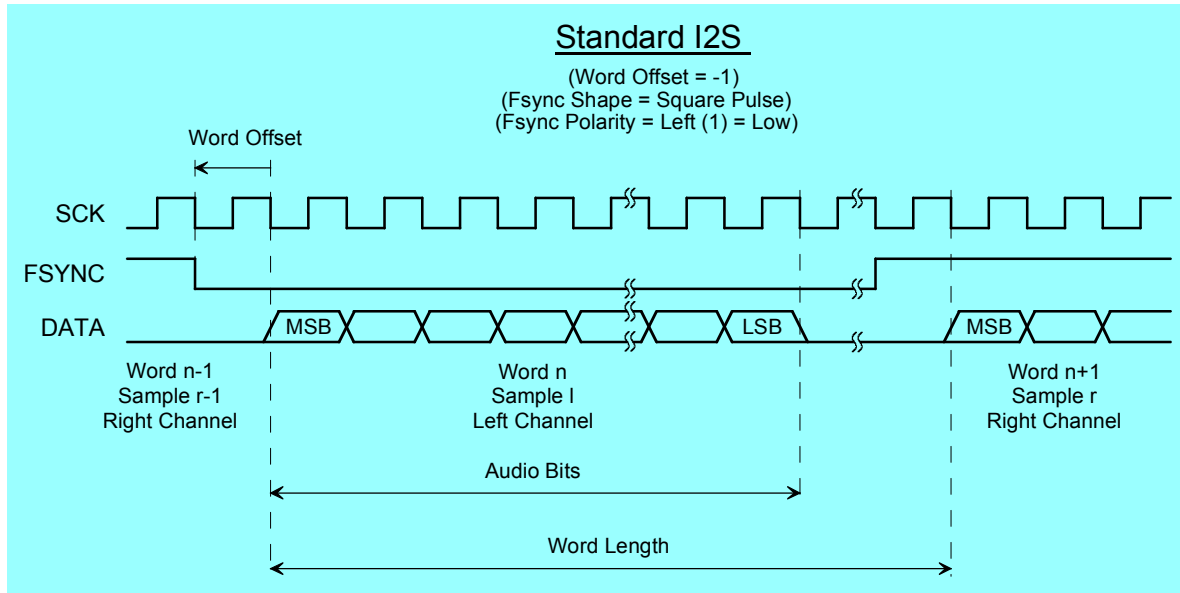 Standard I2S
(Word Offset = -1)
(Fsync Shape = Square Pulse)
(Fsync Polarity = Left (1) = Low)
Word Offset
SCK
FSYNC
DATA
MSB
LSB
MSB
Word n-1
Sample r-1
Right Channel
Word n
Sample l
Left Channel
Word n+1
Sample r
Right Channel
Audio Bits
Word Length